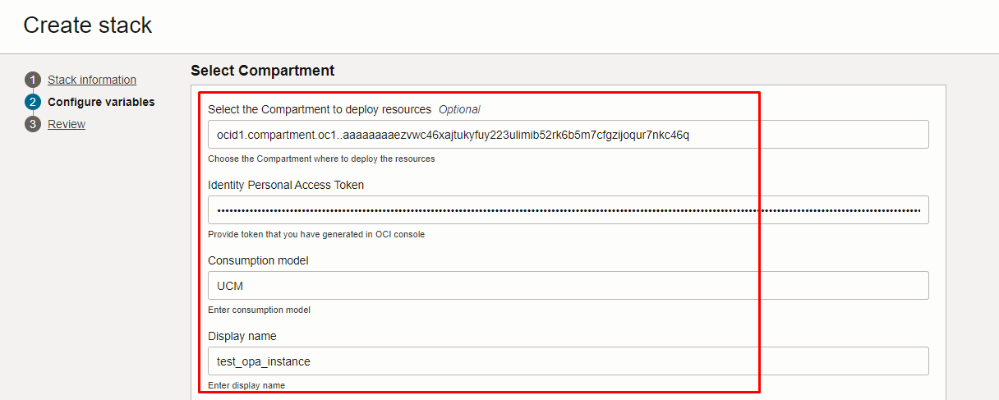 Create stack
1 Stack information
2 Configure variables
3 Review
Select Compartment
Select the Compartment to deploy resources Optional
ocid1.compartment.oc1..aaaaaaaaezvwc46xajtukyfuy223ulimib52rk6b5m7cfgzijoqur7nkc46q
Choose the Compartment where to deploy the resources
Identity Personal Access Token
Provide token that you have generated in OCI console
Consumption model
UCM
Enter consumption model
Display name
test_opa_instance
Enter display name